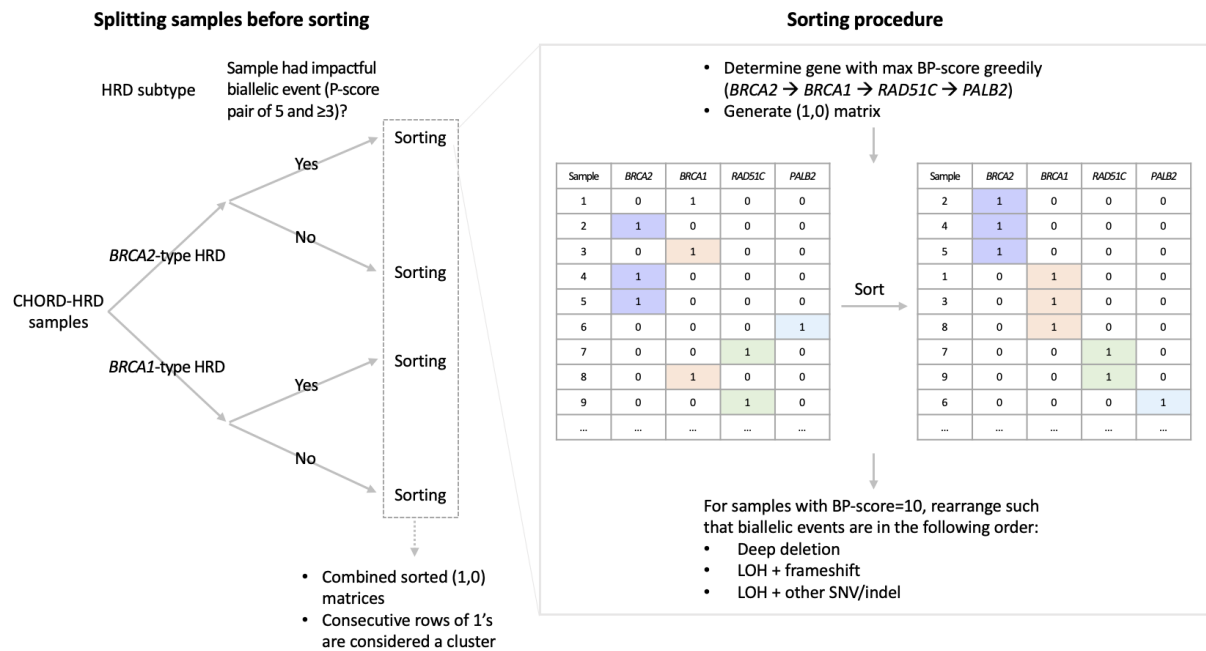 Splitting samples before sorting
HRD subtype
Sample had impactful
biallelic event (P-score
pair of 5 and ≥3)?
Sorting
Yes
No
Sorting
BRCA2-type HRD
CHORD-HRD
samples
BRCA1-type HRD
Sorting
Yes
No
Sorting
• Combined sorted (1,0)
matrices
• Consecutive rows of 1's
are considered a cluster
Sorting procedure
• Determine gene with max BP-score greedily
(BRCA2 → BRCA1 → RAD51C → PALB2)
• Generate (1,0) matrix
Sample BRCA2 BRCA1 RAD51C PALB2
1 0 1 0 0
2 1 0 0 0
3 0 1 0 0
4 1 0 0 0
5 1 0 0 0
6 0 0 0 1
7 0 0 1 0
8 0 1 0 0
9 0 0 1 0
... ... ... ... ...
Sort
Sample BRCA2 BRCA1 RAD51C PALB2
2 1 0 0 0
4 1 0 0 0
5 1 0 0 0
1 0 1 0 0
3 0 1 0 0
8 0 1 0 0
7 0 0 1 0
9 0 0 1 0
6 0 0 0 1
... ... ... ... ...
For samples with BP-score=10, rearrange such
that biallelic events are in the following order:
• Deep deletion
• LOH + frameshift
• LOH + other SNV/indel